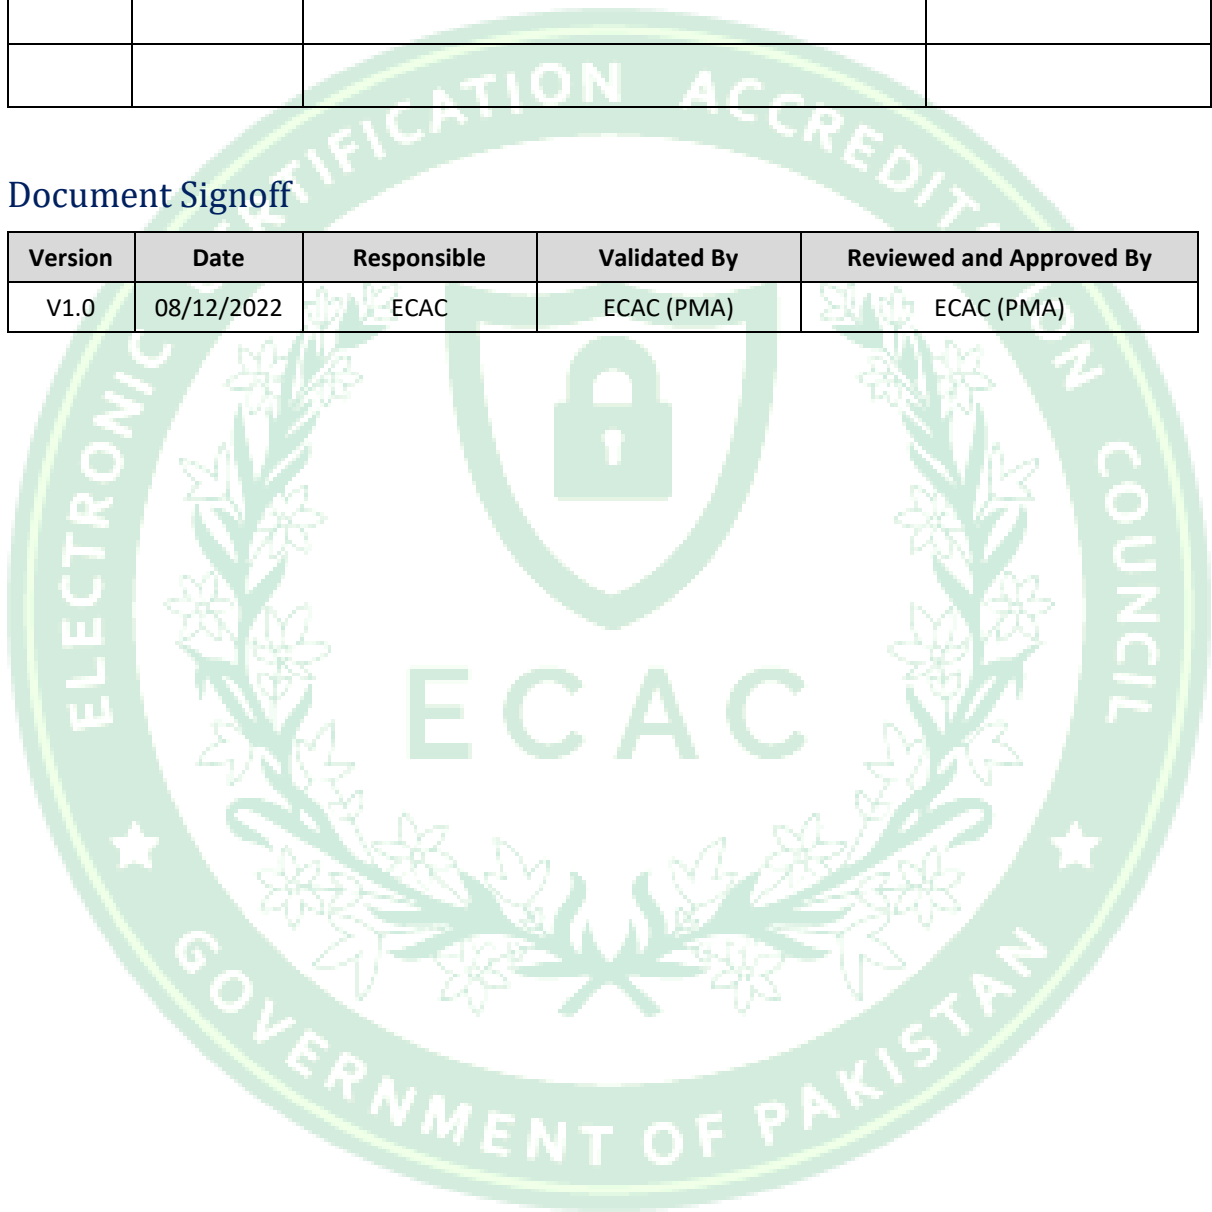 Document Signoff
Version Date Responsible Validated By Reviewed and Approved By
V1.0 08/12/2022 ECAC ECAC (PMA) ECAC (PMA)
ELECTRONIC CERTIFICATION ACCREDITATION COUNCIL
ECAC
GOVERNMENT OF PAKISTAN